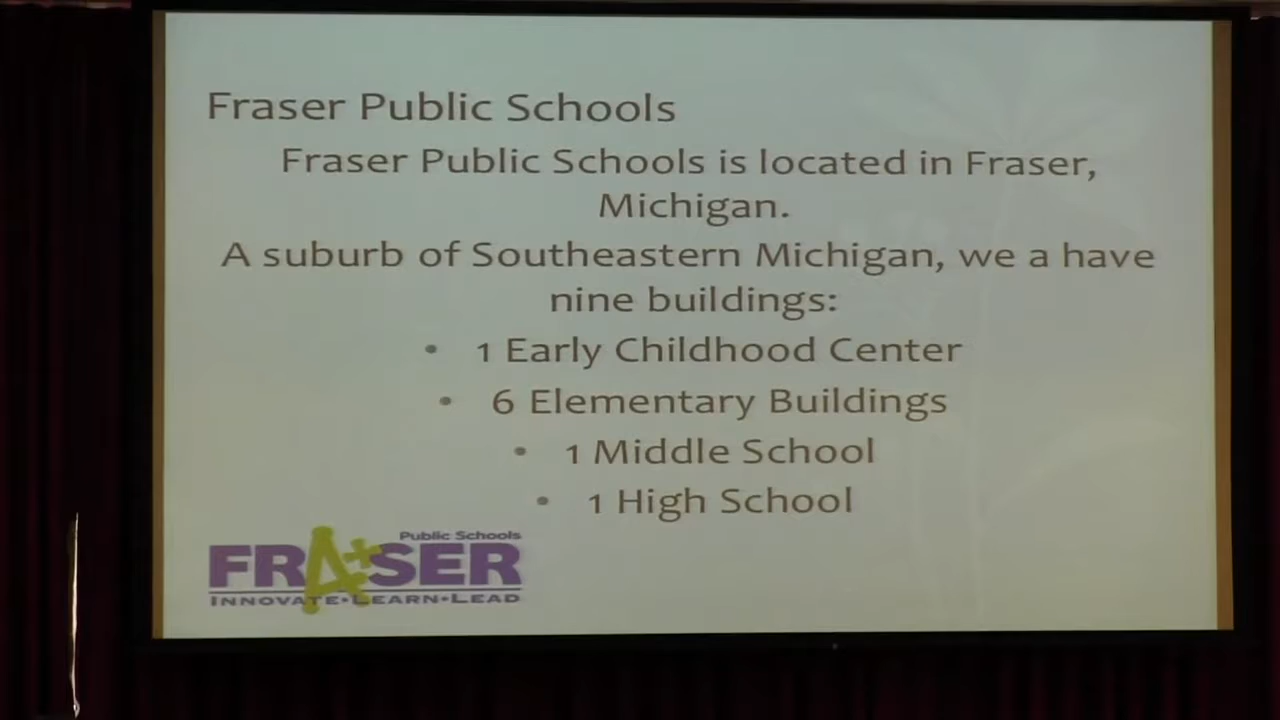 Fraser Public Schools
Fraser Public Schools is located in Fraser,
Michigan.
A suburb of Southeastern Michigan, we a have
nine buildings:
• 1 Early Childhood Center
• 6 Elementary Buildings
• 1 Middle School
• 1 High School
Public Schools
FRASER
INNOVATE•LEARN•LEAD